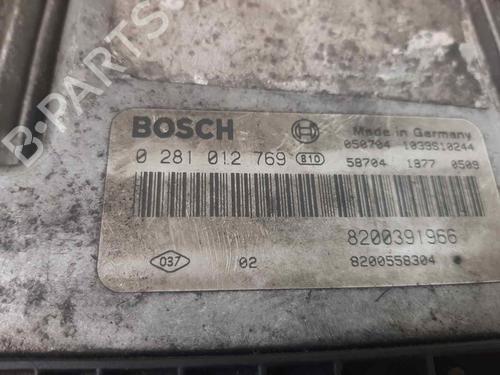 B-PARTS
BOSCH
Made in Germany
0 281 012 769 810
050704 1039S10244
58704 1877 0509
8200391966
037 02 8200558304